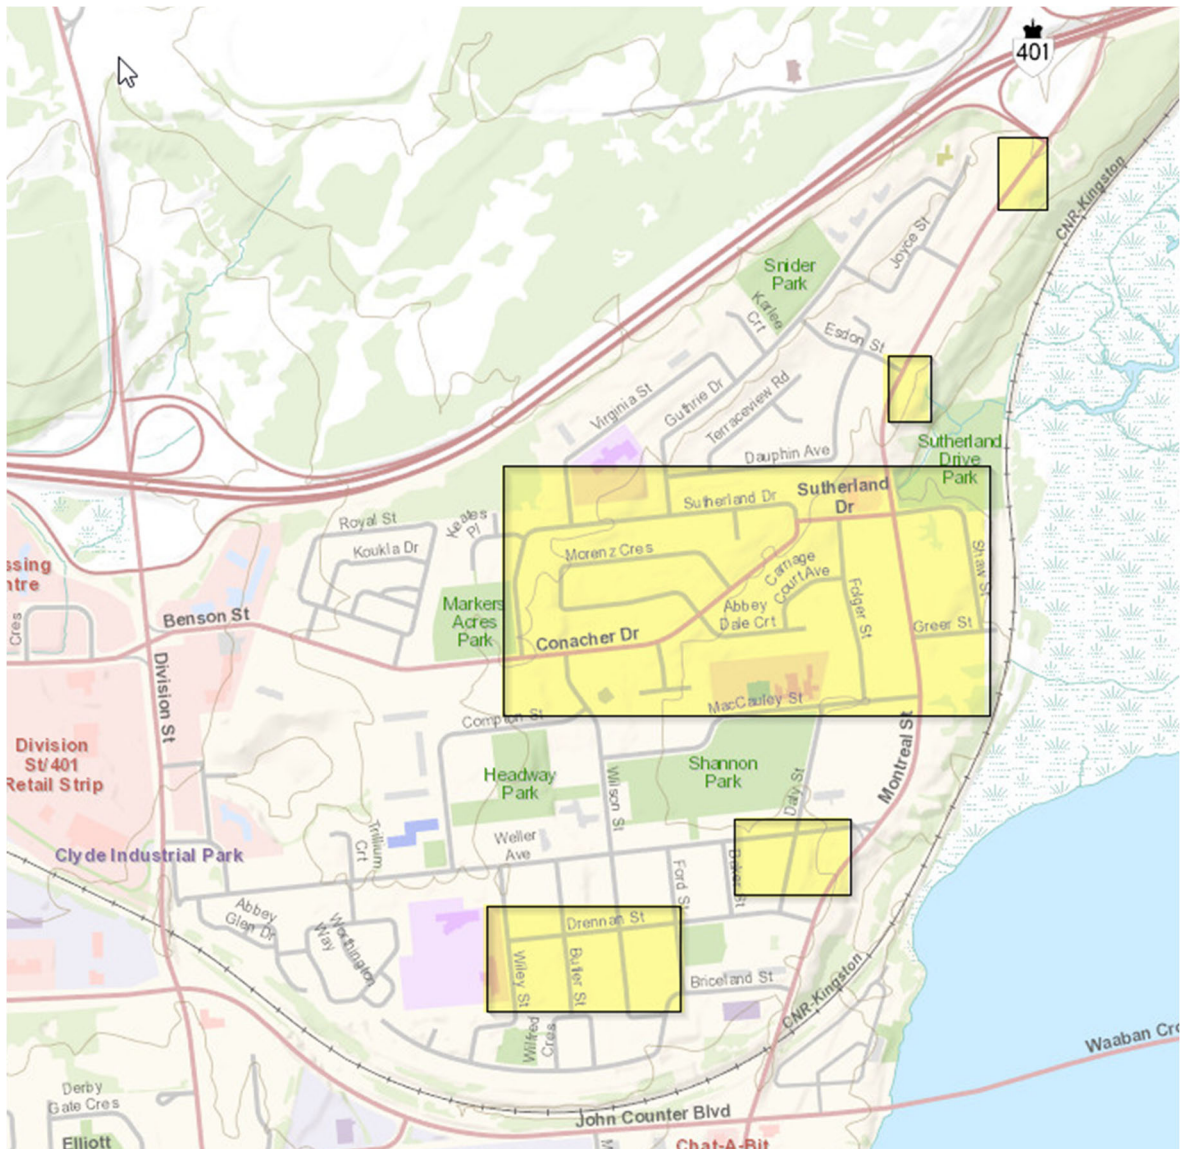 401
CNR-Kingston
Joyce St
Snider
Park
Karlee
Crt
Esdon St
Virginia St
Guthrie Dr
Terraceview Rd
Dauphin Ave
Sutherland
Drive
Park
Sutherland Dr
Sutherland
Dr
Royal St
Keates
Pl
Koukla Dr
Morenz Cres
Carriage
Court Ave
Shaw St
ssing
ntre
Markers
Acres
Park
Abbey
Dale Crt
Folger St
Benson St
Cres
Conacher Dr
Greer St
Division St
MacCauley St
Compton St
Montreal St
Division
St/401
Retail Strip
Headway
Park
Shannon
Park
Wilson St
Daly St
Trillium
Crt
Weller
Ave
Clyde Industrial Park
Baker St
Ford St
Abbey
Glen Dr
Worthington
Way
Drennan St
Wiley St
Butler St
Briceland St
CNR-Kingston
Wilfred
Cres
Waaban Cro
Derby
Gate Cres
John Counter Blvd
Elliott
Chat-A-Bit
M